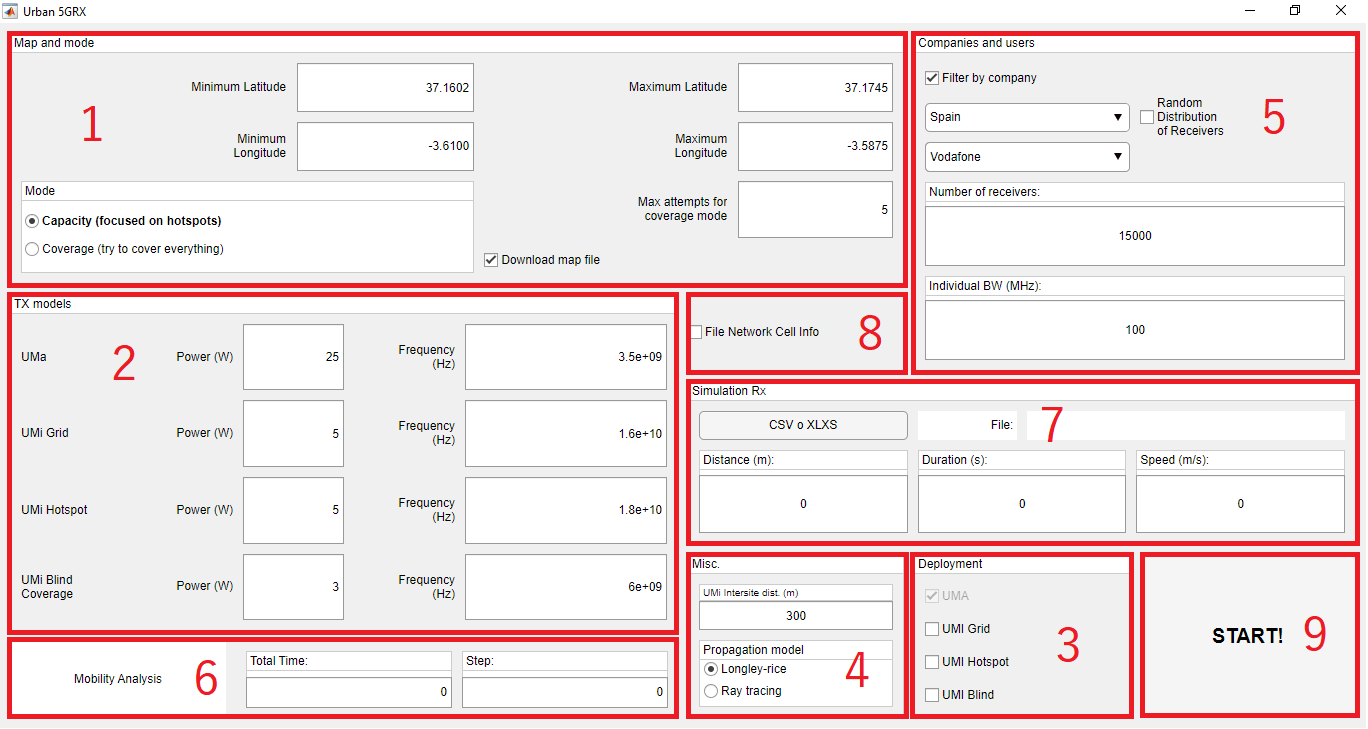 Urban 5GRX
Map and mode
1
Minimum Latitude
37.1602
Maximum Latitude
37.1745
Minimum
Longitude
-3.6100
Maximum
Longitude
-3.5875
Mode
Capacity (focused on hotspots)
Coverage (try to cover everything)
Max attempts for
coverage mode
5
Download map file
Companies and users
Filter by company
5
Spain
Random
Distribution
of Receivers
Vodafone
Number of receivers:
15000
Individual BW (MHz):
100
TX models
2
UMa
Power (W)
25
Frequency
(Hz)
3.5e+09
UMi Grid
Power (W)
5
Frequency
(Hz)
1.6e+10
UMi Hotspot
Power (W)
5
Frequency
(Hz)
1.8e+10
UMi Blind
Coverage
Power (W)
3
Frequency
(Hz)
6e+09
File Network Cell Info
8
Simulation Rx
CSV o XLXS
File:
7
Distance (m):
0
Duration (s):
0
Speed (m/s):
0
Mobility Analysis
6
Total Time:
0
Step:
0
Misc.
UMi Intersite dist. (m)
300
Propagation model
Longley-rice
Ray tracing
4
Deployment
UMA
UMI Grid
UMI Hotspot
UMI Blind
3
START!
9